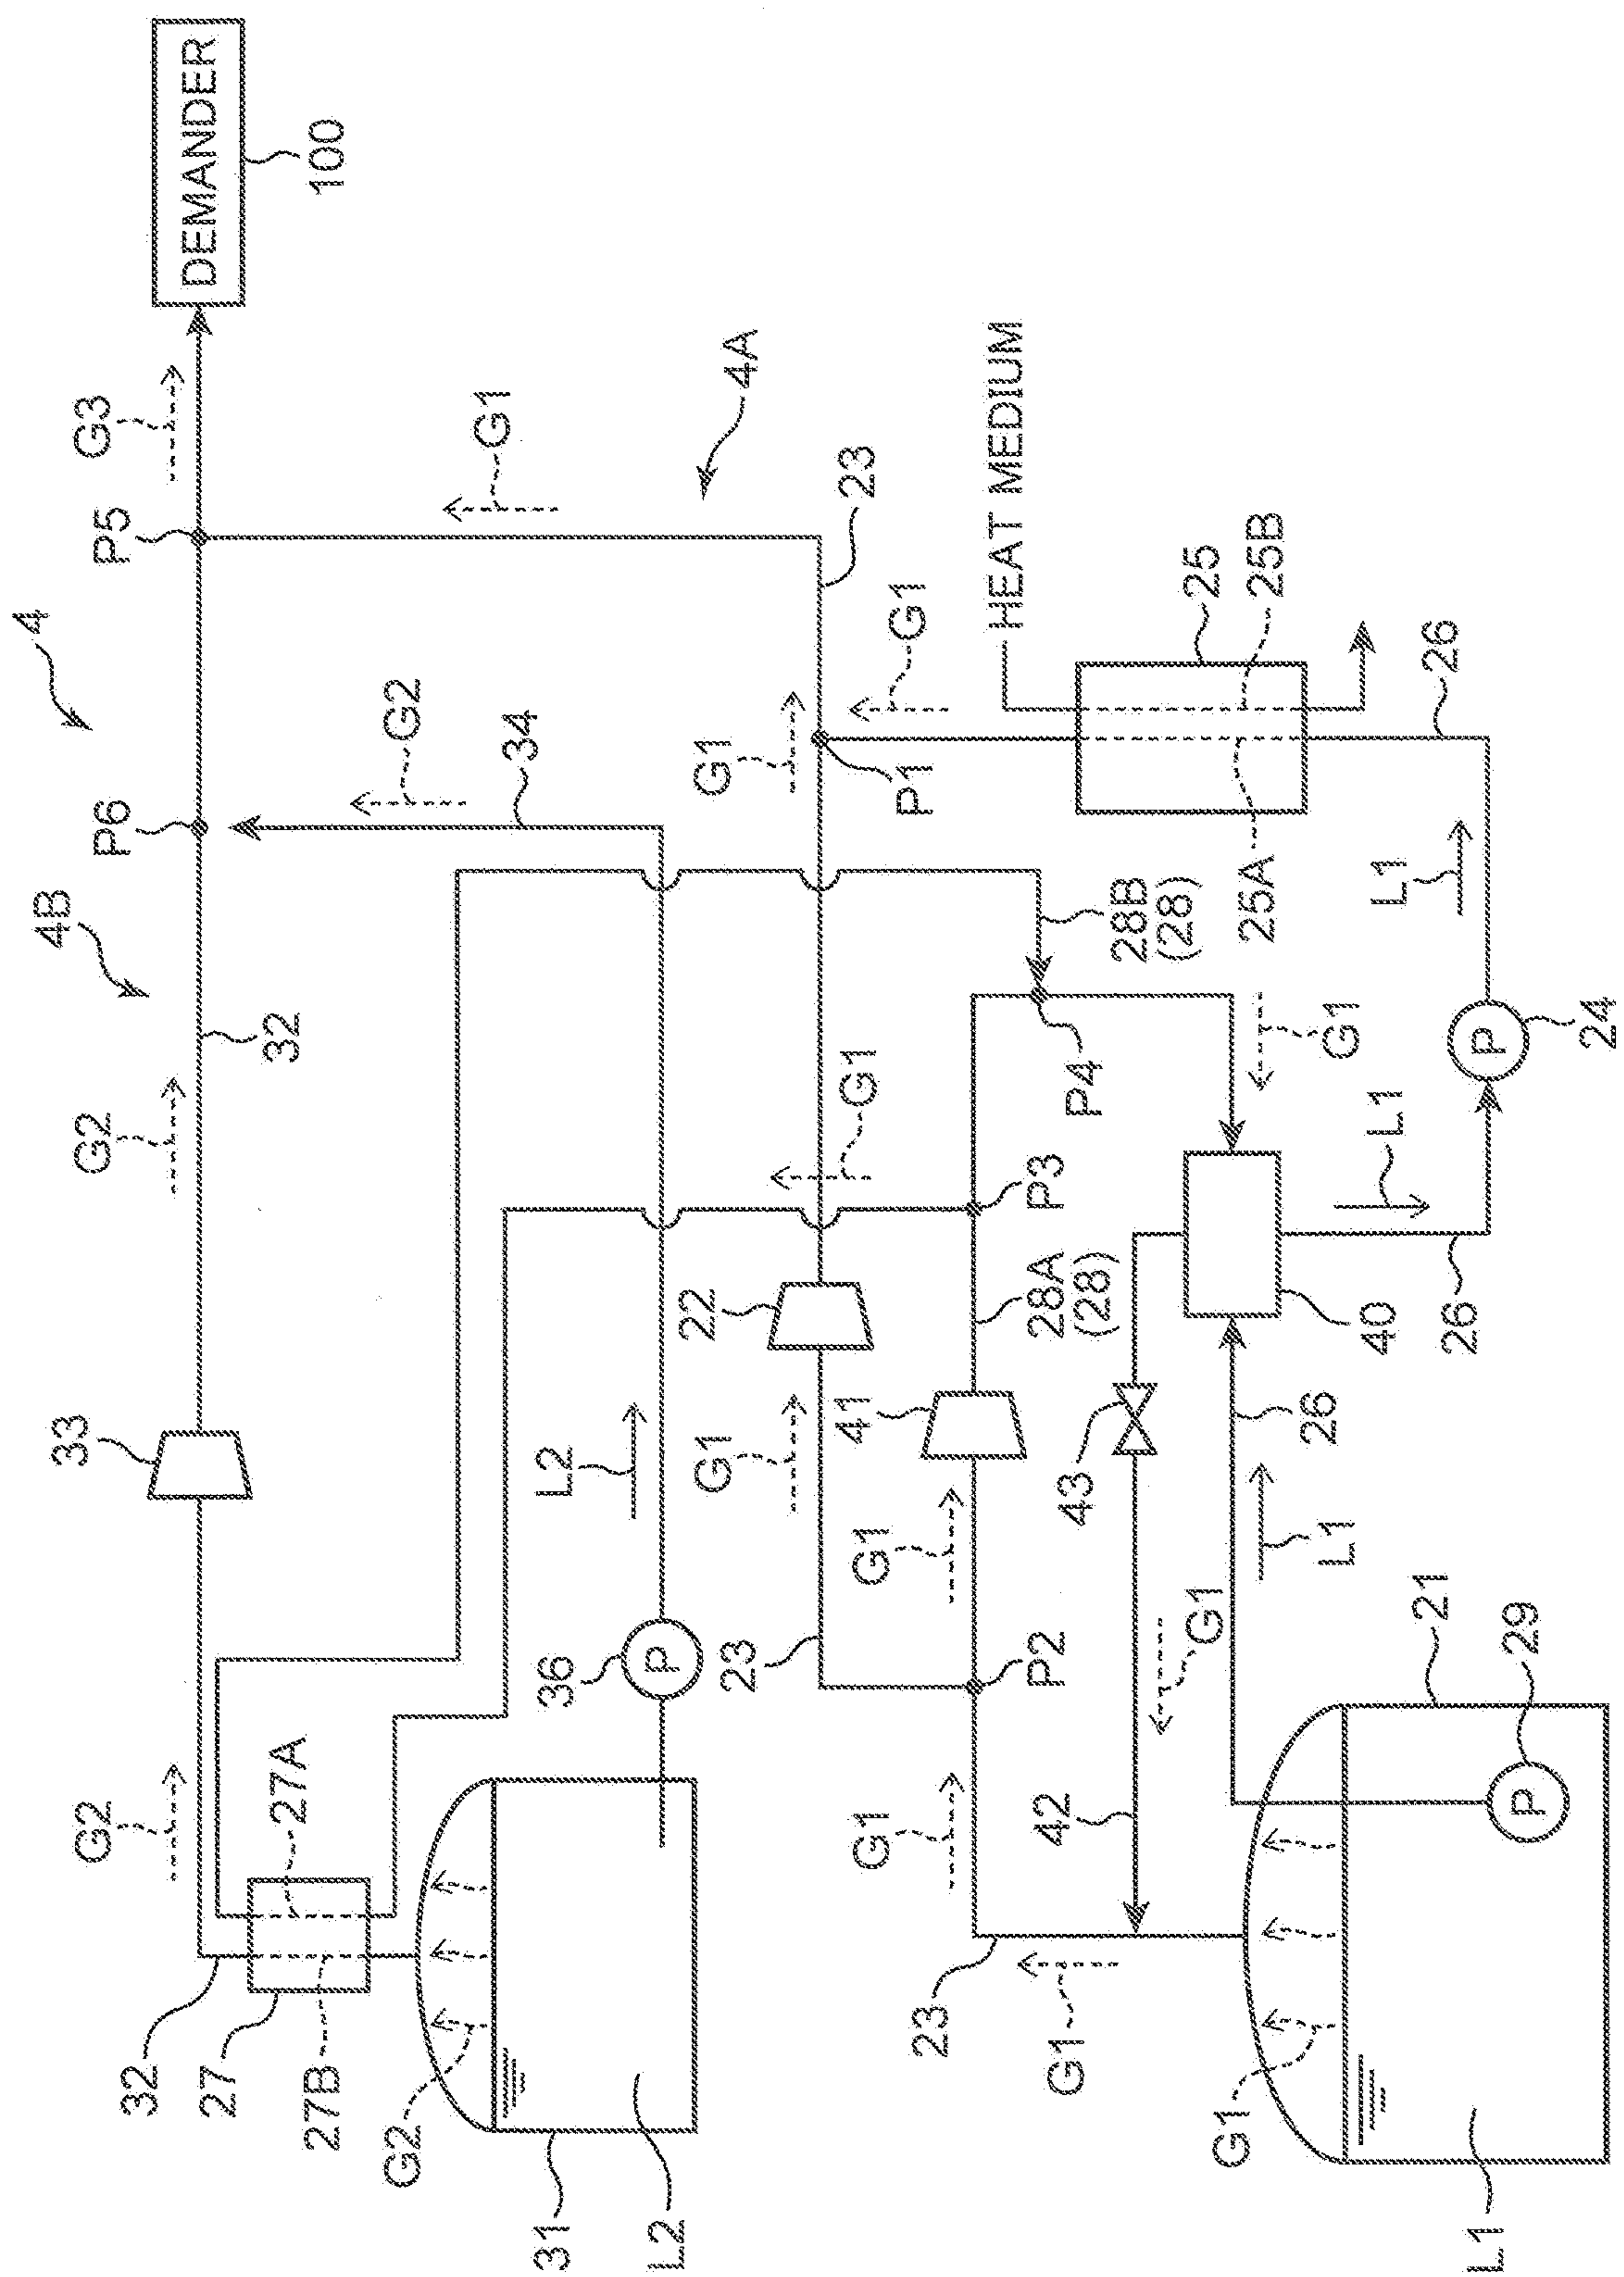 4
4B
4A
P6
P5
G3
DEMANDER
100
33
G2
32
G2
G2
34
G1
32
27
27A
27B
G2
31
L2
36
L2
23
G1
22
G1
G1
23
P1
G1
HEAT MEDIUM
25
25B
25A
26
G1
P2
G1
41
28A
(28)
P3
P4
28B
(28)
G1
23
G1
42
G1
43
26
L1
40
L1
26
24
L1
21
29
G1
L1
P
P
P